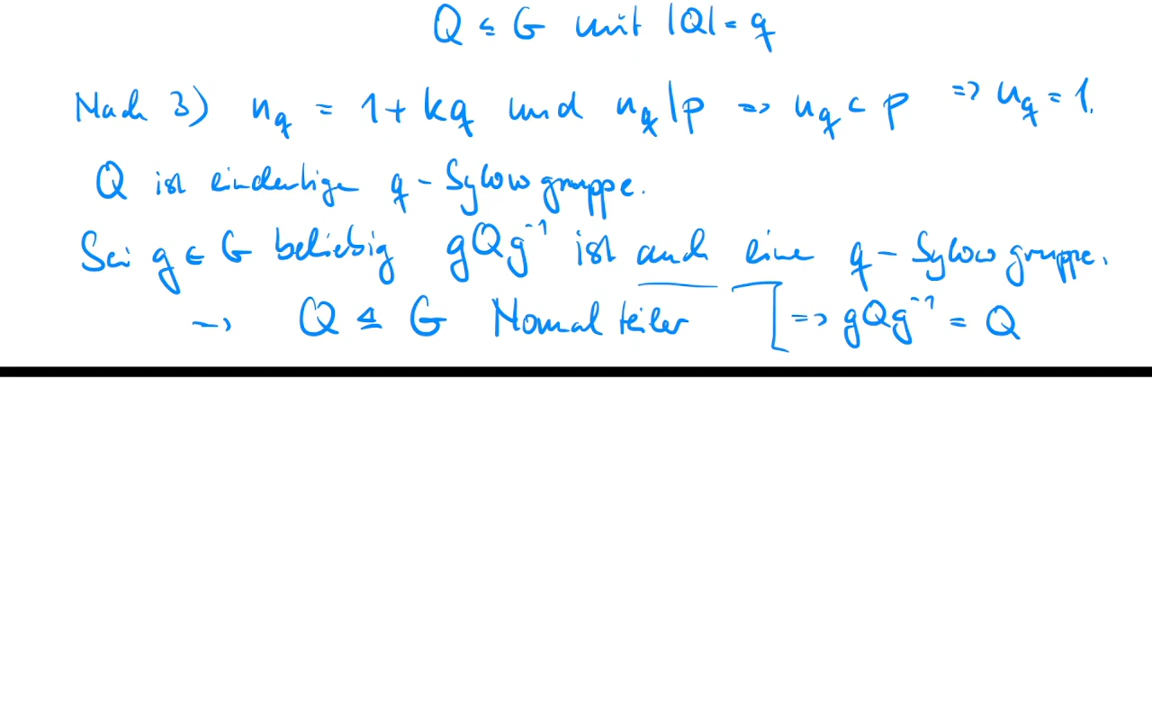 Q ≤ G mit |Q| = q
Nach 3) n_q = 1 + kq und n_q | p => n_q < p => n_q = 1.
Q ist eindeutige q - Sylowgruppe.
Sei g ∈ G beliebig gQg⁻¹ ist auch eine q - Sylowgruppe.
→ Q ⊴ G Normalteiler [=> gQg⁻¹ = Q